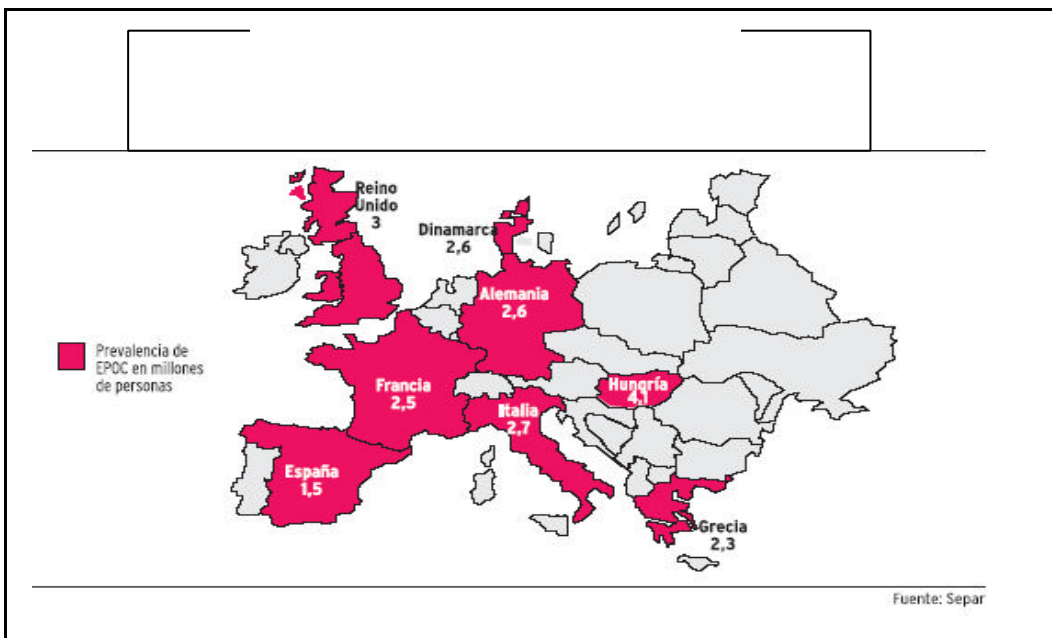 Reino
Unido
3
Dinamarca
2,6
Alemania
2,6
Prevalencia de
EPOC en millones
de personas
Francia
2,5
Hungría
4,1
Italia
2,7
España
1,5
Grecia
2,3
Fuente: Separ